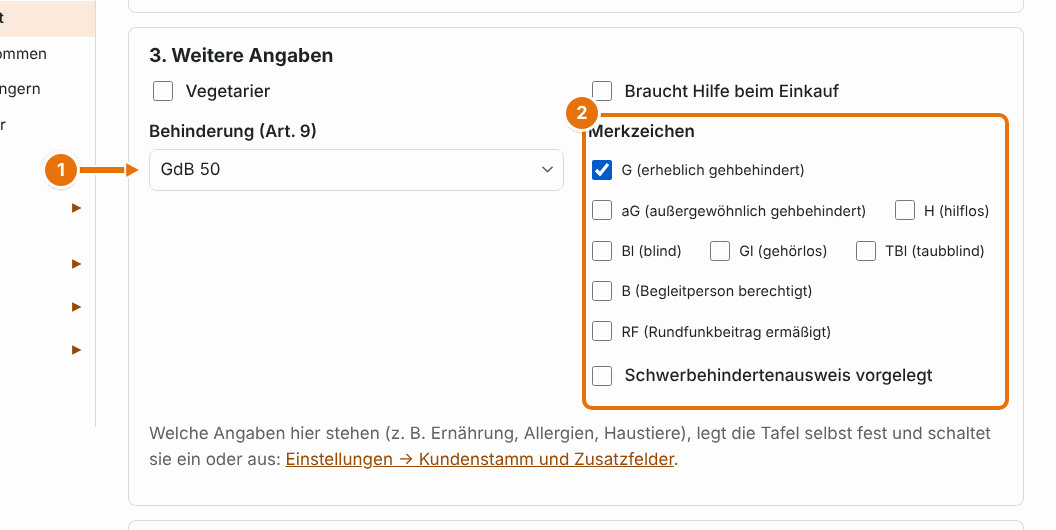 t
ommen
ngern
r
3. Weitere Angaben
Vegetarier
Braucht Hilfe beim Einkauf
Behinderung (Art. 9)
2
Merkzeichen
1
GdB 50
G (erheblich gehbehindert)
aG (außergewöhnlich gehbehindert) H (hilflos)
Bl (blind) Gl (gehörlos) TBl (taubblind)
B (Begleitperson berechtigt)
RF (Rundfunkbeitrag ermäßigt)
Schwerbehindertenausweis vorgelegt
Welche Angaben hier stehen (z. B. Ernährung, Allergien, Haustiere), legt die Tafel selbst fest und schaltet
sie ein oder aus: Einstellungen → Kundenstamm und Zusatzfelder.